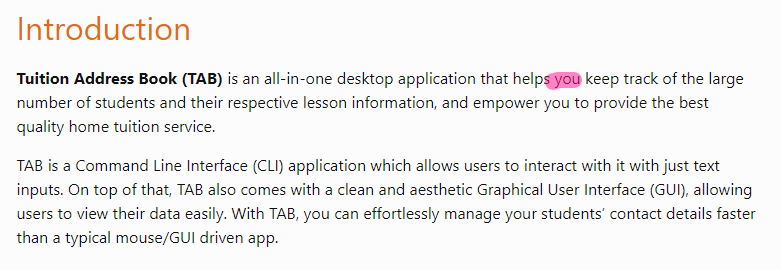 Introduction
Tuition Address Book (TAB) is an all-in-one desktop application that helps you keep track of the large
number of students and their respective lesson information, and empower you to provide the best
quality home tuition service.
TAB is a Command Line Interface (CLI) application which allows users to interact with it with just text
inputs. On top of that, TAB also comes with a clean and aesthetic Graphical User Interface (GUI), allowing
users to view their data easily. With TAB, you can effortlessly manage your students’ contact details faster
than a typical mouse/GUI driven app.